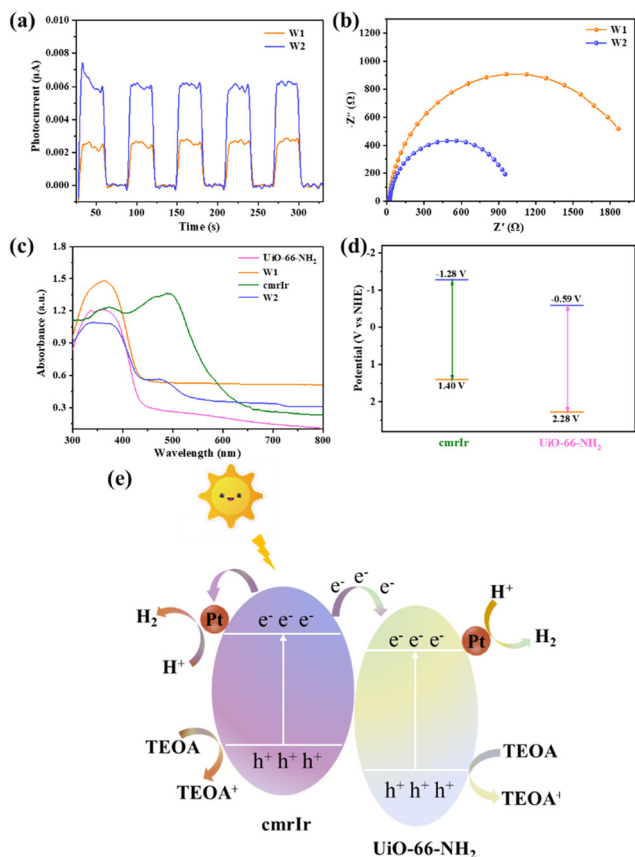 (a)
W1
W2
0.010
0.008
0.006
0.004
0.002
0.000
Photocurrent (μA)
50 100 150 200 250 300
Time (s)
(b)
W1
W2
1200
1000
800
600
400
200
0
-Z'' (Ω)
0 300 600 900 1200 1500 1800
Z' (Ω)
(c)
UiO-66-NH₂
W1
cmrIr
W2
1.8
1.5
1.2
0.9
0.6
0.3
Absorbance (a.u.)
300 400 500 600 700 800
Wavelength (nm)
(d)
-1
0
1
2
Potential (V vs NHE)
-1.28 V
-0.59 V
1.40 V
2.28 V
cmrIr UiO-66-NH₂
(e)
e⁻ e⁻ e⁻
H₂ Pt e⁻ e⁻ e⁻
H⁺
e⁻ e⁻ e⁻ Pt
H⁺
H₂
TEOA
TEOA⁺
h⁺ h⁺ h⁺
h⁺ h⁺ h⁺
TEOA
TEOA⁺
cmrIr
UiO-66-NH₂